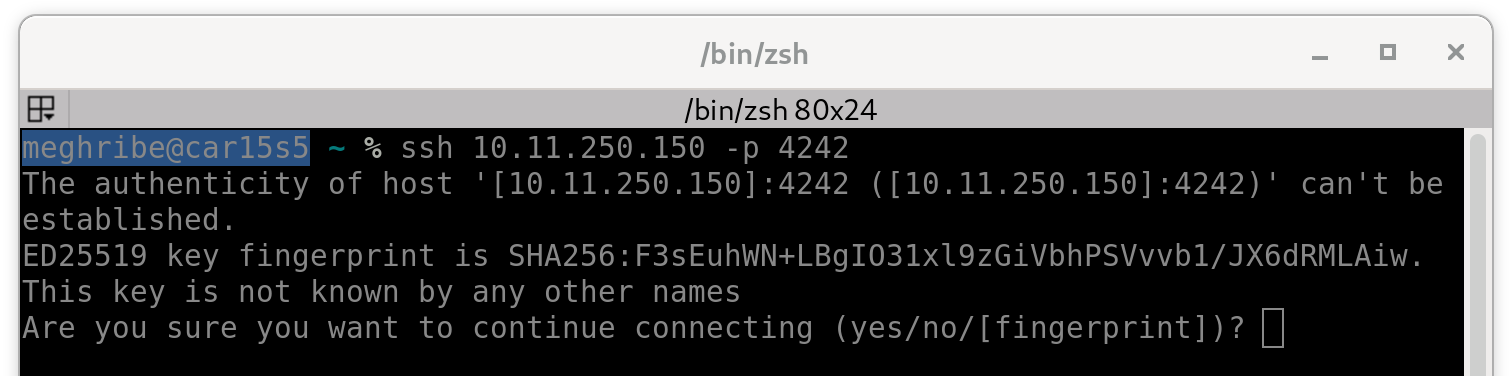 /bin/zsh
/bin/zsh 80x24
meghribe@car15s5 ~ % ssh 10.11.250.150 -p 4242
The authenticity of host '[10.11.250.150]:4242 ([10.11.250.150]:4242)' can't be
established.
ED25519 key fingerprint is SHA256:F3sEuhWN+LBgIO31xl9zGiVbhPSVvvvb1/JX6dRMLAiw.
This key is not known by any other names
Are you sure you want to continue connecting (yes/no/[fingerprint])?